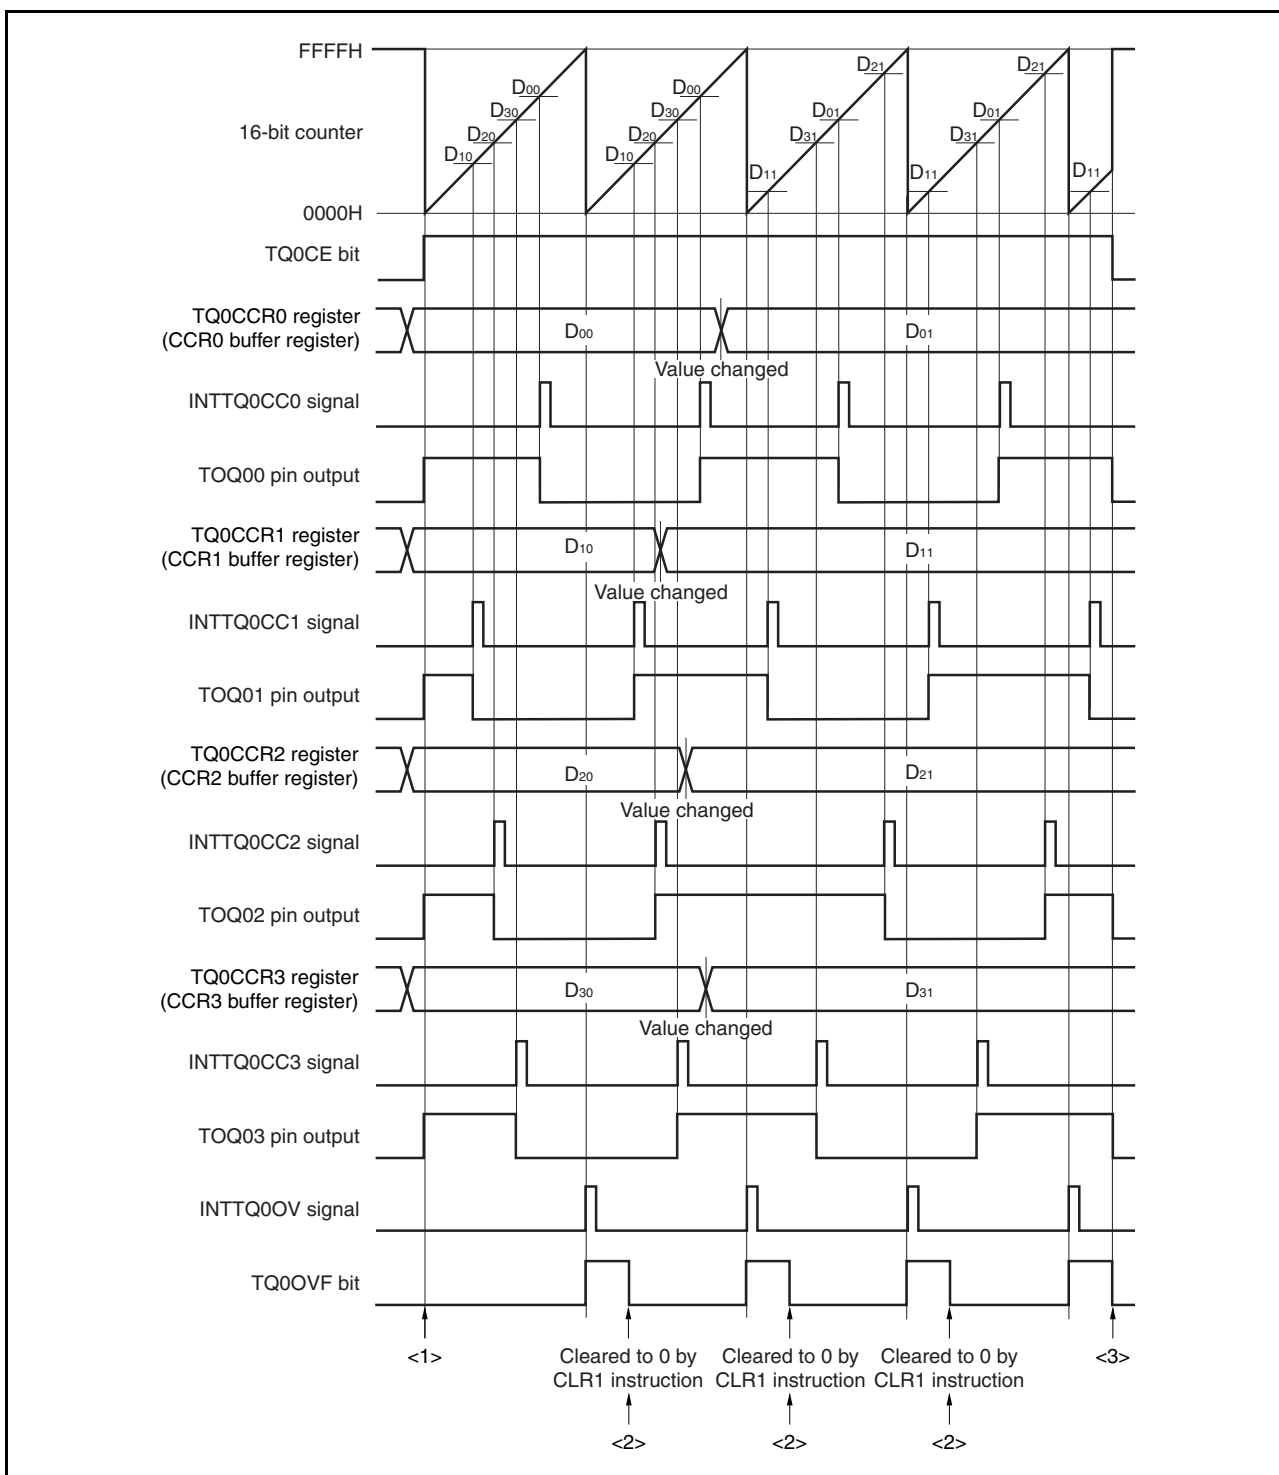 FFFFH
16-bit counter
0000H
D10 D20 D30 D00
D10 D20 D30 D00
D11 D31 D01 D21
D11 D31 D01 D21
D11
TQ0CE bit
TQ0CCR0 register
(CCR0 buffer register)
D00 D01
Value changed
INTTQ0CC0 signal
TOQ00 pin output
TQ0CCR1 register
(CCR1 buffer register)
D10 D11
Value changed
INTTQ0CC1 signal
TOQ01 pin output
TQ0CCR2 register
(CCR2 buffer register)
D20 D21
Value changed
INTTQ0CC2 signal
TOQ02 pin output
TQ0CCR3 register
(CCR3 buffer register)
D30 D31
Value changed
INTTQ0CC3 signal
TOQ03 pin output
INTTQ0OV signal
TQ0OVF bit
<1>
Cleared to 0 by
CLR1 instruction
<2>
Cleared to 0 by
CLR1 instruction
<2>
Cleared to 0 by
CLR1 instruction
<2>
<3>